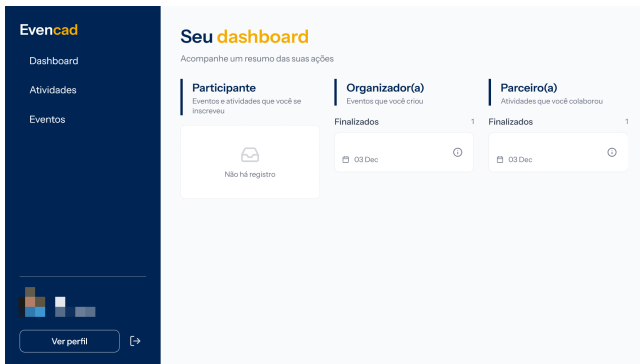 Evencad
Dashboard
Atividades
Eventos
Ver perfil
Seu dashboard
Acompanhe um resumo das suas ações
Participante
Eventos e atividades que você se
inscreveu
Não há registro
Organizador(a)
Eventos que você criou
Finalizados 1
03 Dec
Parceiro(a)
Atividades que você colaborou
Finalizados 1
03 Dec